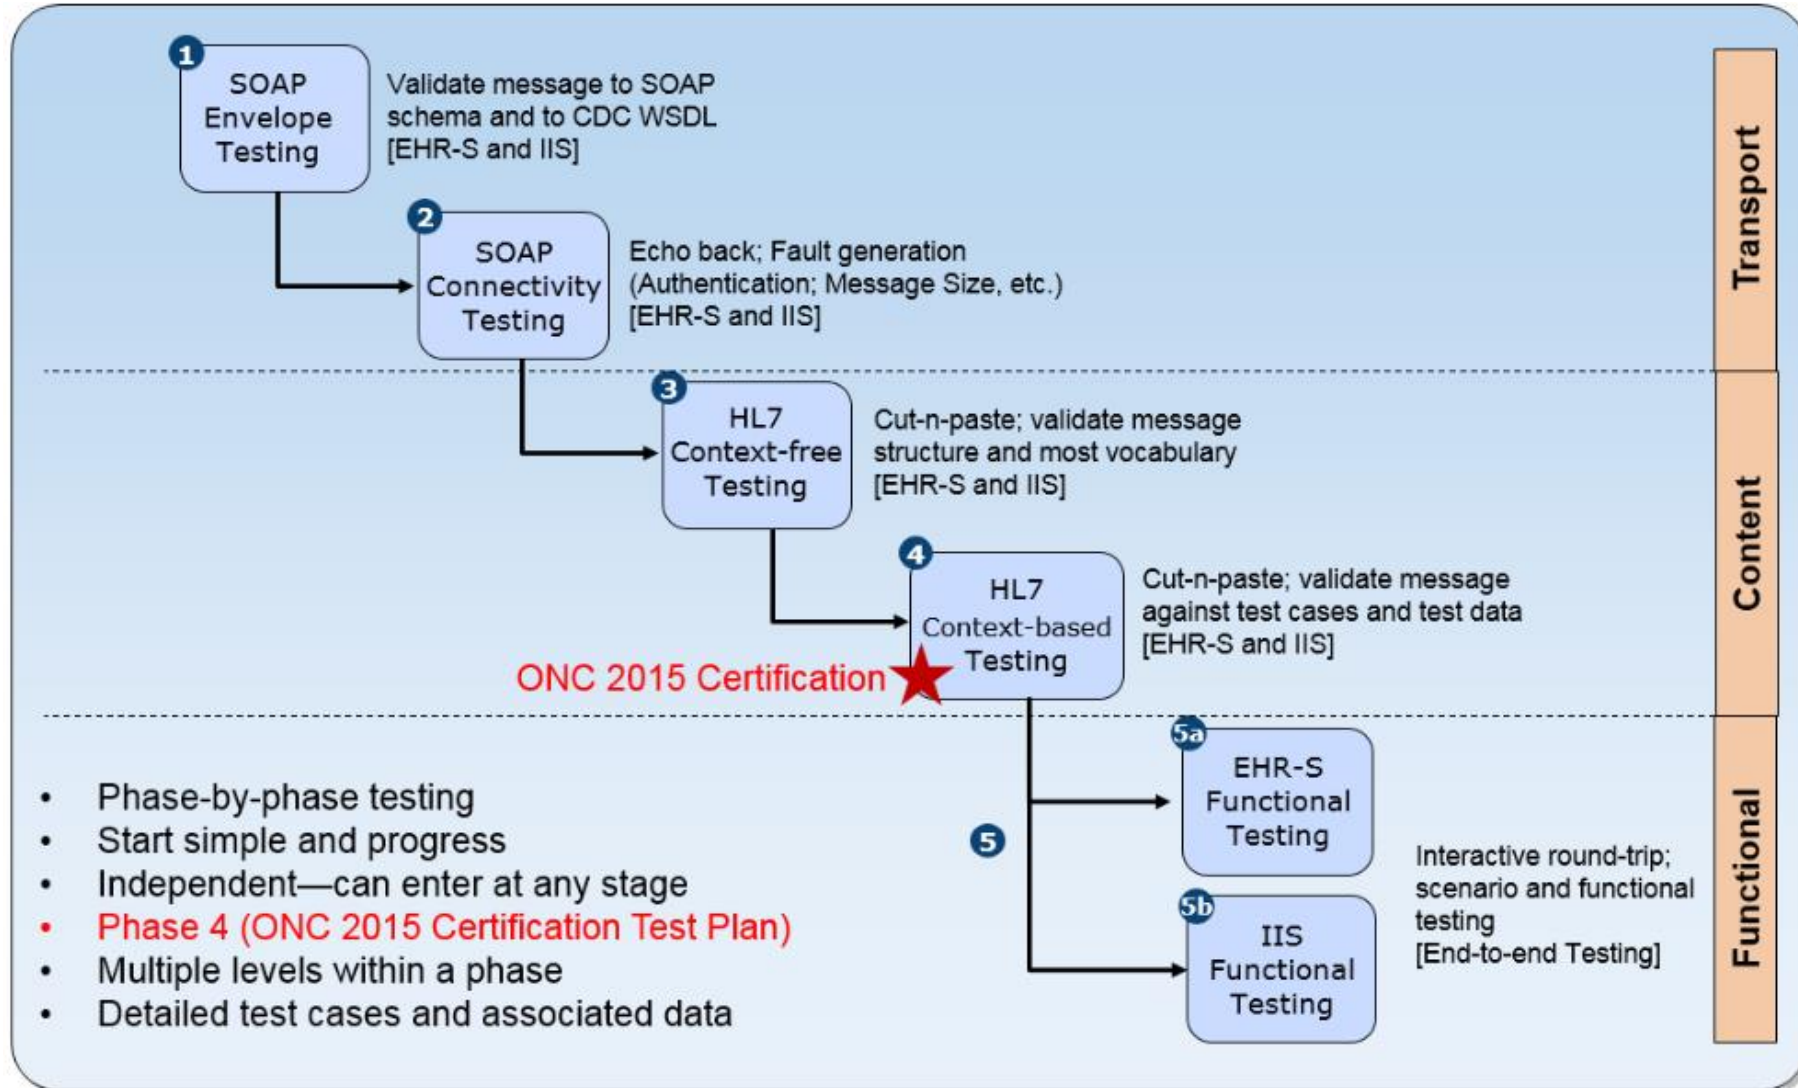 1
SOAP
Envelope
Testing
Validate message to SOAP
schema and to CDC WSDL
[EHR-S and IIS]
2
SOAP
Connectivity
Testing
Echo back; Fault generation
(Authentication; Message Size, etc.)
[EHR-S and IIS]
Transport
3
HL7
Context-free
Testing
Cut-n-paste; validate message
structure and most vocabulary
[EHR-S and IIS]
4
HL7
Context-based
Testing
Cut-n-paste; validate message
against test cases and test data
[EHR-S and IIS]
ONC 2015 Certification
Content
• Phase-by-phase testing
• Start simple and progress
• Independent—can enter at any stage
• Phase 4 (ONC 2015 Certification Test Plan)
• Multiple levels within a phase
• Detailed test cases and associated data
5
5a
EHR-S
Functional
Testing
5b
IIS
Functional
Testing
Interactive round-trip;
scenario and functional
testing
[End-to-end Testing]
Functional